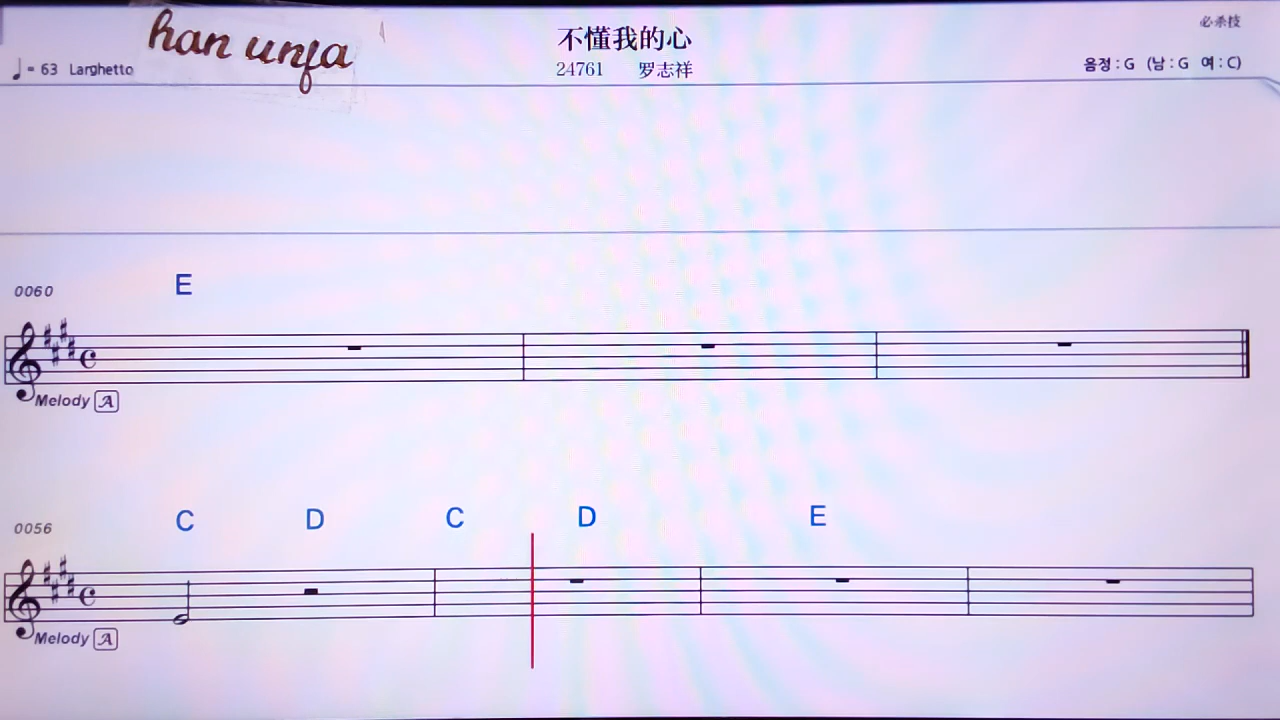 han unfa
不懂我的心
必杀技
♩= 63 Larghetto
24761 罗志祥
음정 : G (남 : G 여 : C)
0060 E
Melody A
0056 C D C D E
Melody A